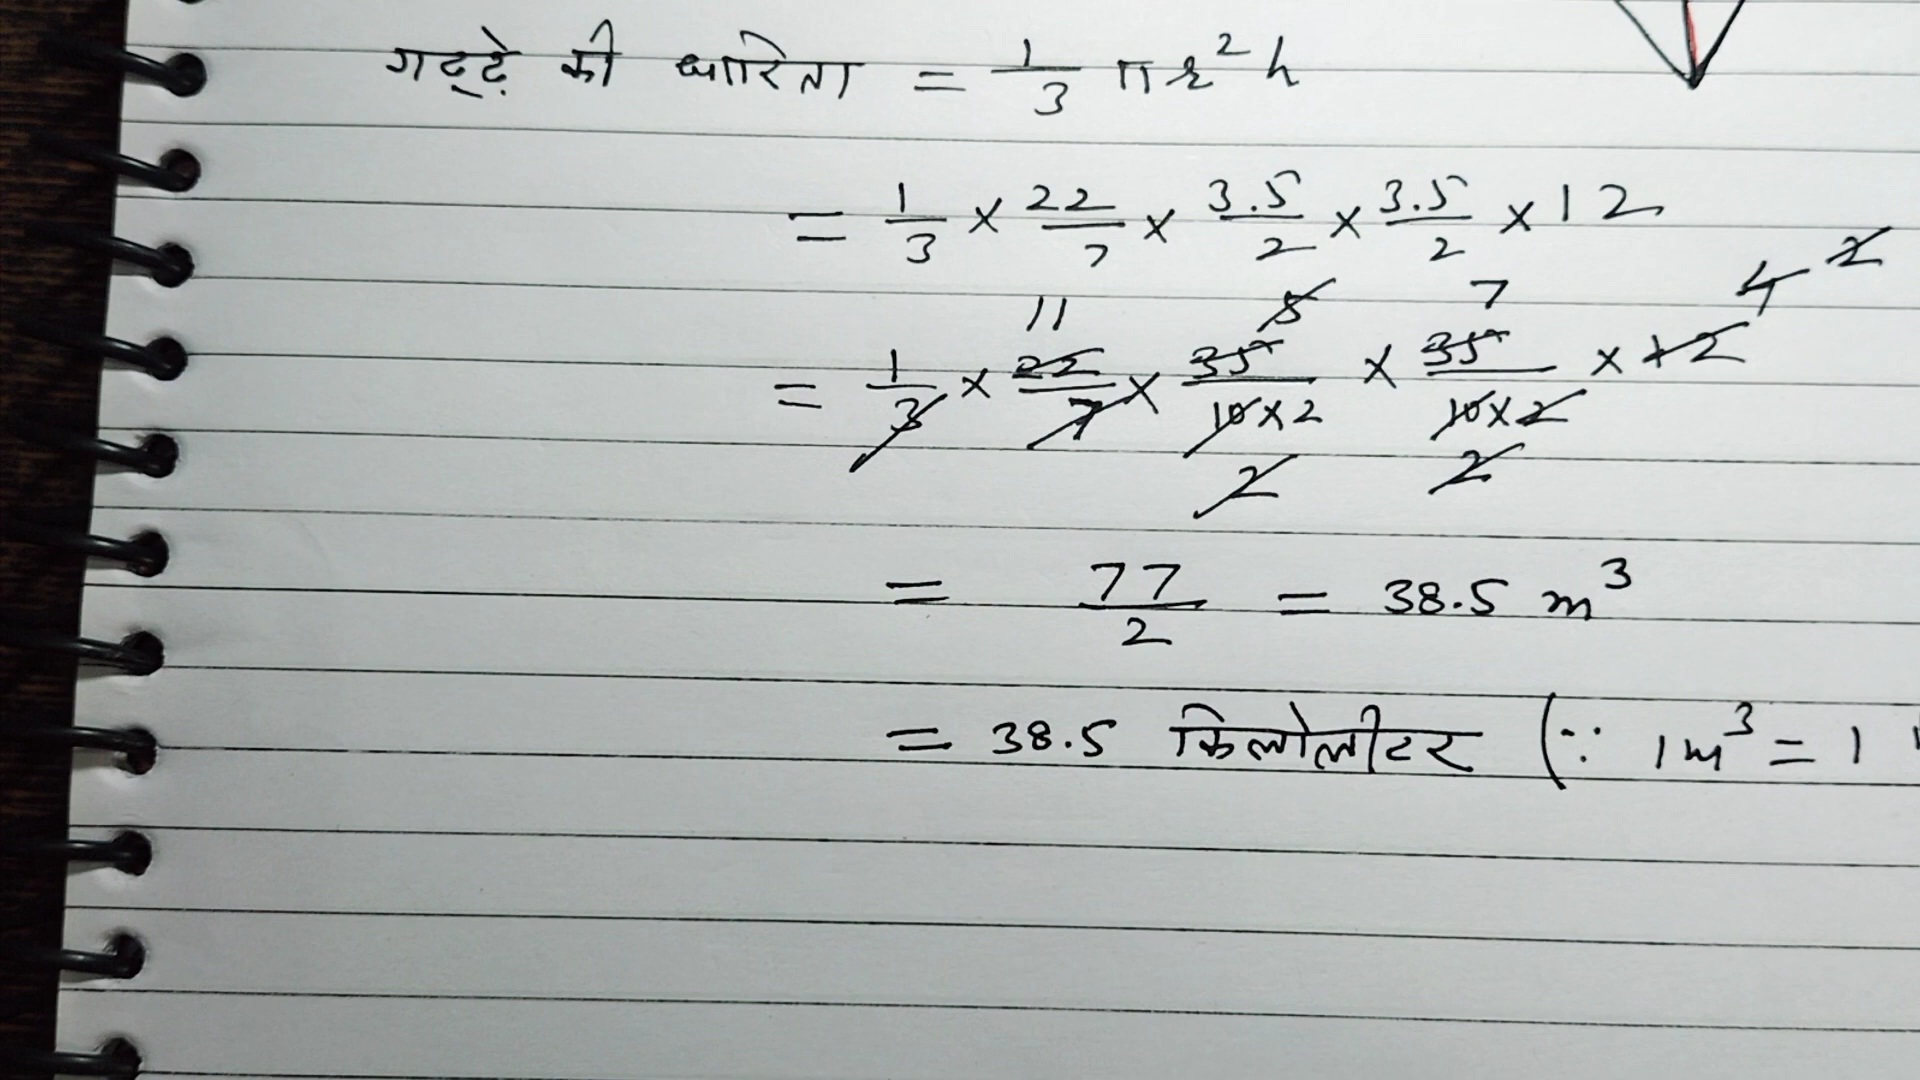 गड्ढे की धारिता = 1/3 πr²h
= 1/3 × 22/7 × 3.5/2 × 3.5/2 × 12
11 5 7 4 2
= 1/3 × 22/7 × 35/10×2 × 35/10×2 × 12
2 2
= 77/2 = 38.5 m³
= 38.5 किलोलीटर (∵ 1m³ = 1